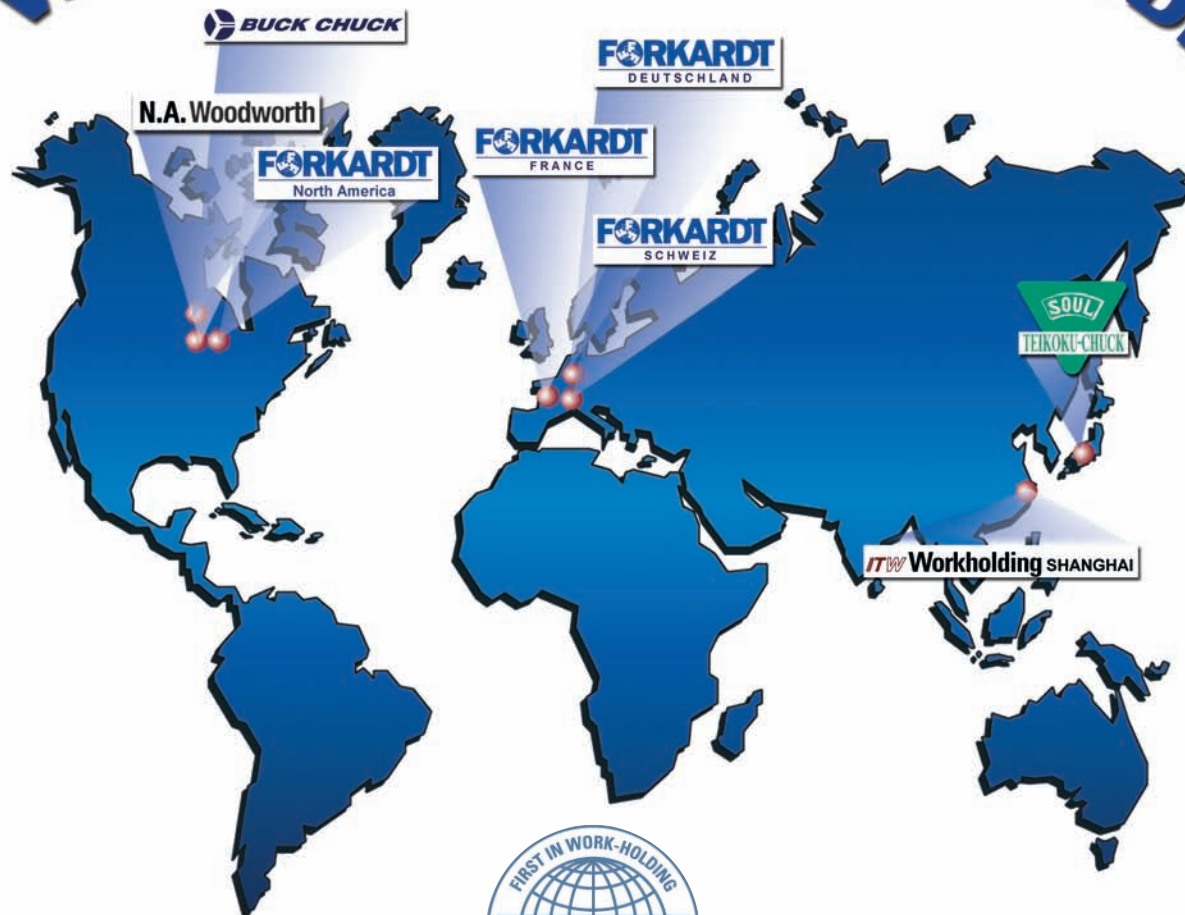 BUCK CHUCK
FORKARDT
DEUTSCHLAND
N.A. Woodworth
FORKARDT
FRANCE
FORKARDT
North America
FORKARDT
SCHWEIZ
SOUL
TEIKOKU-CHUCK
ITW Workholding SHANGHAI
FIRST IN WORK-HOLDING